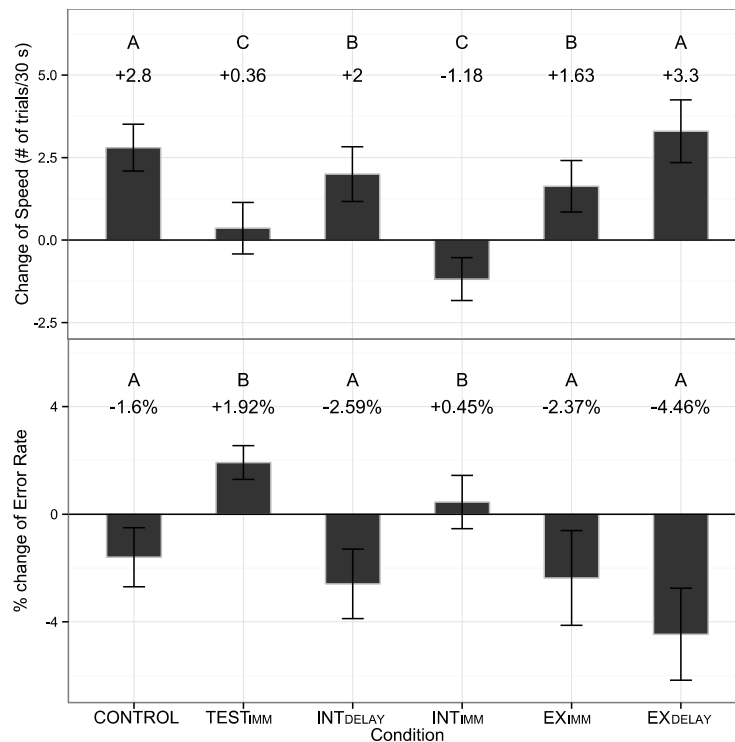 Change of Speed (# of trials/30 s)
A C B C B A
+2.8 +0.36 +2 -1.18 +1.63 +3.3
5.0
2.5
0.0
-2.5
% change of Error Rate
A B A B A A
-1.6% +1.92% -2.59% +0.45% -2.37% -4.46%
4
0
-4
CONTROL TESTIMM INTDELAY INTIMM EXIMM EXDELAY
Condition